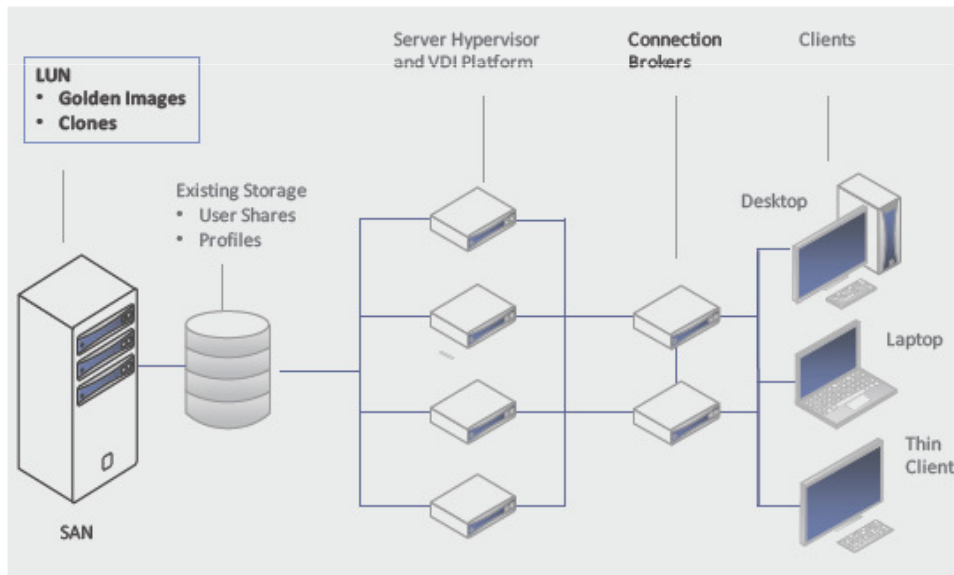 Server Hypervisor
and VDI Platform
Connection
Brokers
Clients
LUN
• Golden Images
• Clones
Existing Storage
• User Shares
• Profiles
Desktop
Laptop
Thin
Client
SAN